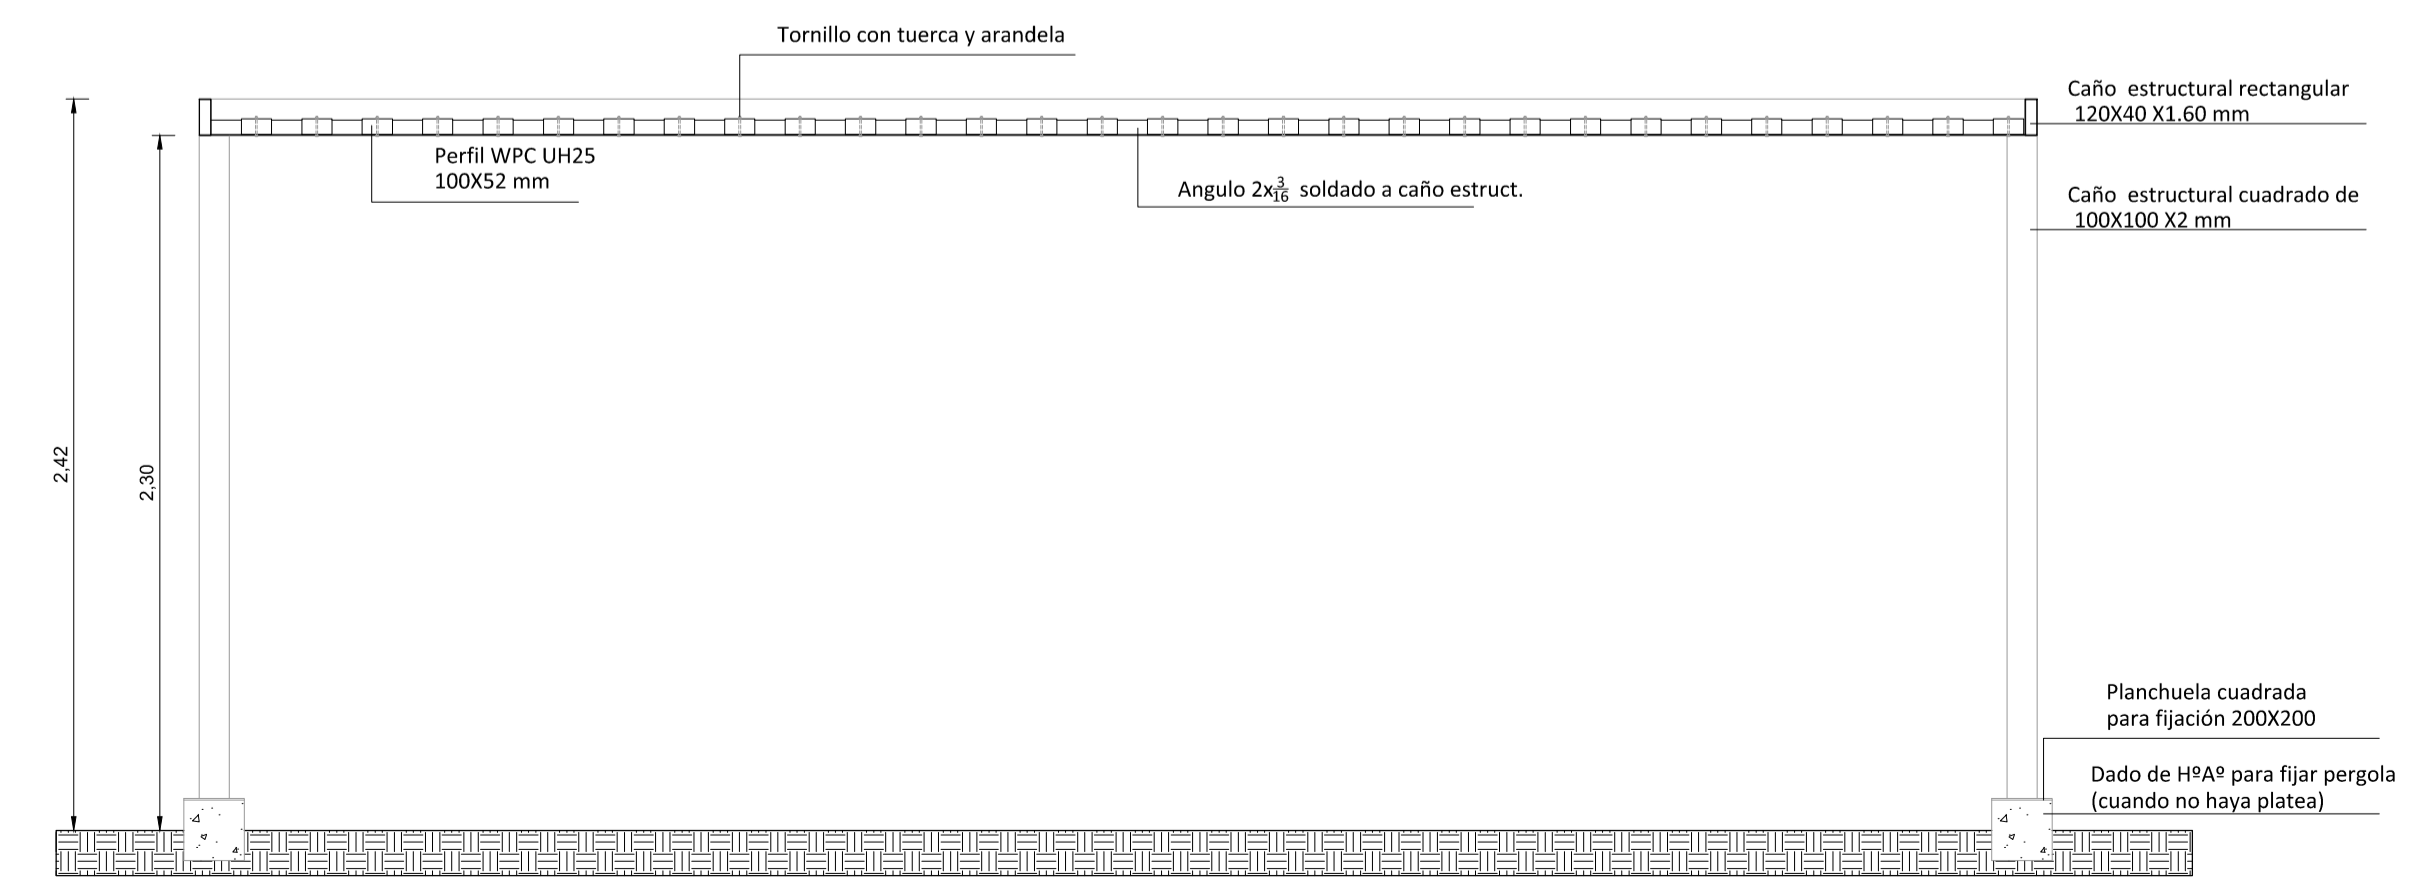 Tornillo con tuerca y arandela
Caño estructural rectangular
120X40 X1.60 mm
Perfil WPC UH25
100X52 mm
Angulo 2x3/16 soldado a caño estruct.
Caño estructural cuadrado de
100X100 X2 mm
2,42
2,30
Planchuela cuadrada
para fijación 200X200
Dado de HºAº para fijar pergola
(cuando no haya platea)